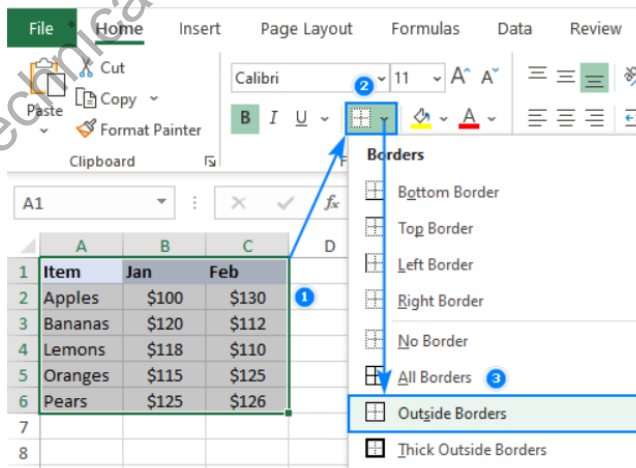 File Home Insert Page Layout Formulas Data Review
Cut
Copy
Paste
Format Painter
Clipboard
Calibri 11 A^ A˅
B I U A
2
Borders
Bottom Border
Top Border
Left Border
Right Border
No Border
All Borders 3
Outside Borders
Thick Outside Borders
A1 fx
A B C D
1 Item Jan Feb
2 Apples $100 $130 1
3 Bananas $120 $112
4 Lemons $118 $110
5 Oranges $115 $125
6 Pears $125 $126
7
8